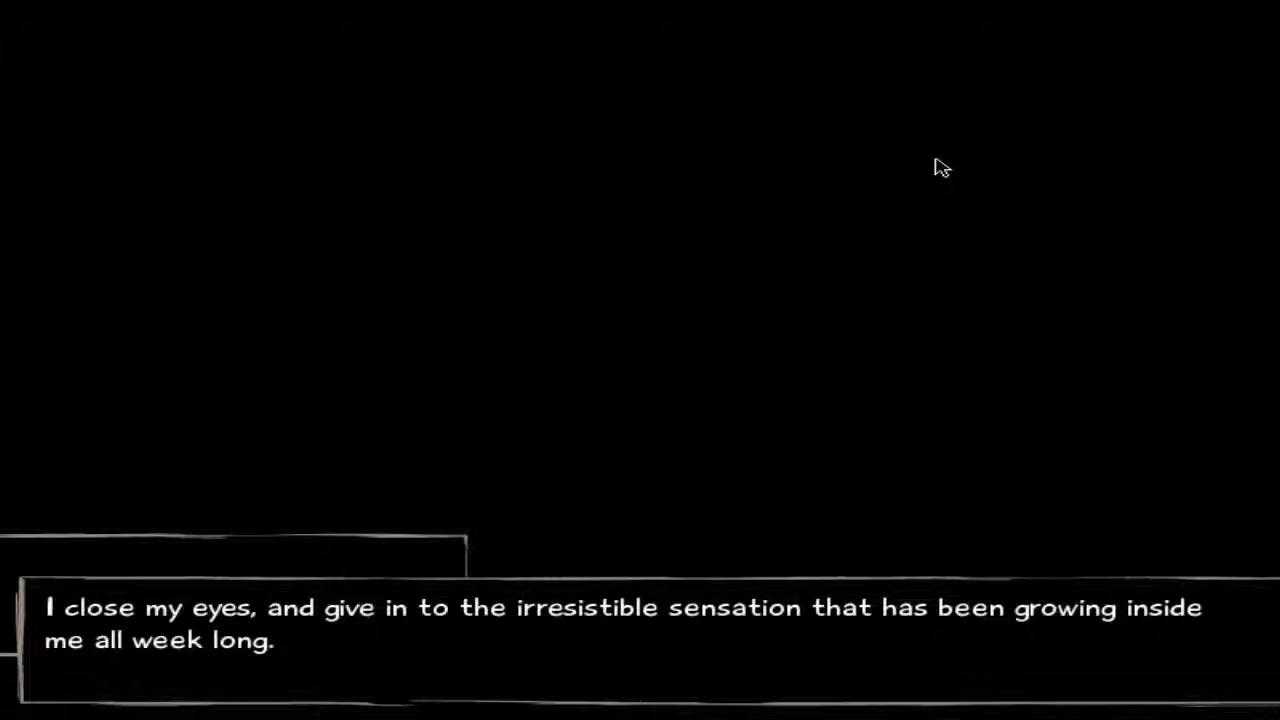 I close my eyes, and give in to the irresistible sensation that has been growing inside
me all week long.